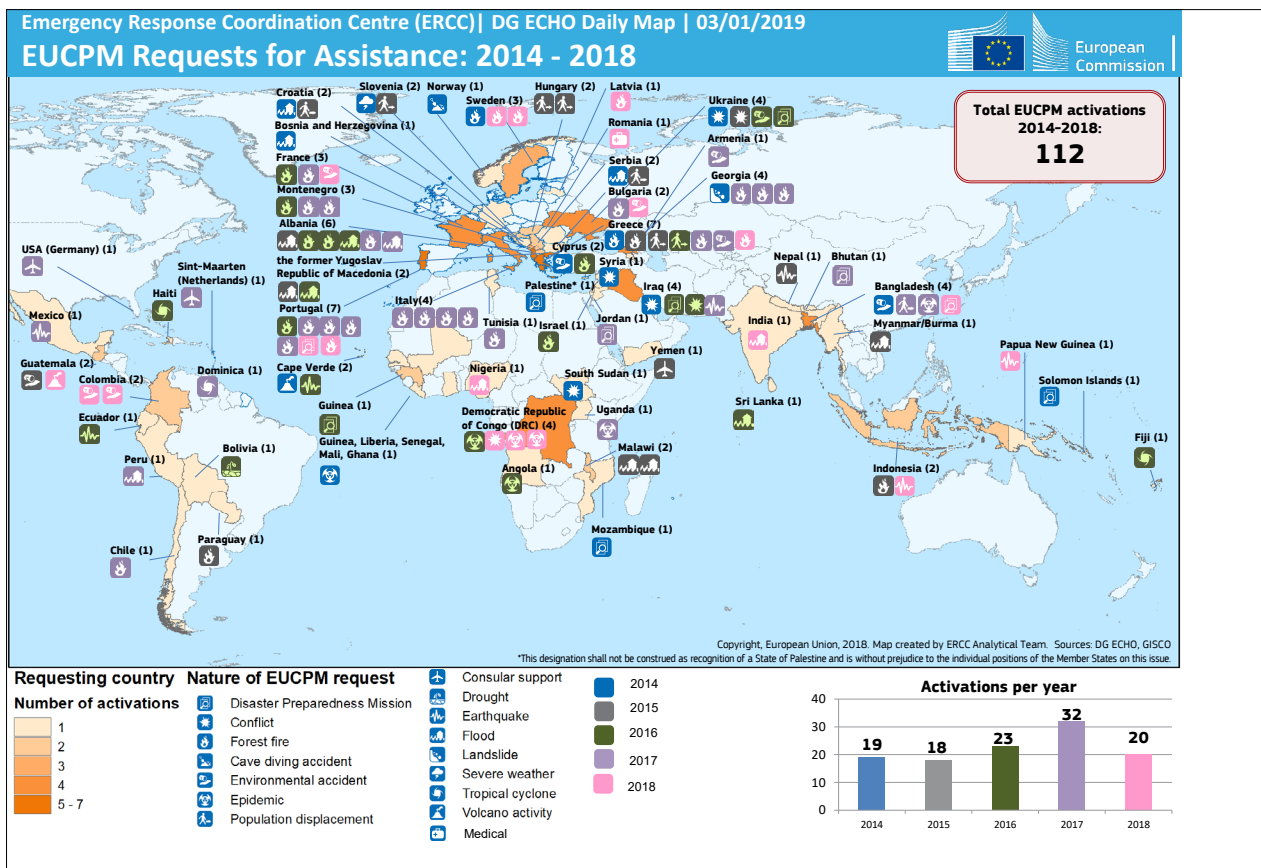 Emergency Response Coordination Centre (ERCC)| DG ECHO Daily Map | 03/01/2019
EUCPM Requests for Assistance: 2014 - 2018
European
Commission
Total EUCPM activations
2014-2018:
112
Croatia (2)
Slovenia (2)
Norway (1)
Sweden (3)
Hungary (2)
Latvia (1)
Romania (1)
Ukraine (4)
Armenia (1)
Bosnia and Herzegovina (1)
France (3)
Serbia (2)
Georgia (4)
Montenegro (3)
Bulgaria (2)
Albania (6)
Greece (7)
the former Yugoslav
Republic of Macedonia (2)
Cyprus (2)
Syria (1)
USA (Germany) (1)
Sint-Maarten
(Netherlands) (1)
Haiti
Mexico (1)
Portugal (7)
Italy(4)
Palestine* (1)
Iraq (4)
Nepal (1)
Bhutan (1)
Bangladesh (4)
Tunisia (1)
Israel (1)
Jordan (1)
India (1)
Myanmar/Burma (1)
Yemen (1)
Papua New Guinea (1)
Guatemala (2)
Colombia (2)
Dominica (1)
Cape Verde (2)
Nigeria (1)
South Sudan (1)
Solomon Islands (1)
Ecuador (1)
Guinea (1)
Democratic Republic
of Congo (DRC) (4)
Uganda (1)
Sri Lanka (1)
Guinea, Liberia, Senegal,
Mali, Ghana (1)
Bolivia (1)
Peru (1)
Malawi (2)
Angola (1)
Indonesia (2)
Fiji (1)
Mozambique (1)
Paraguay (1)
Chile (1)
Copyright, European Union, 2018. Map created by ERCC Analytical Team. Sources: DG ECHO, GISCO
*This designation shall not be construed as recognition of a State of Palestine and is without prejudice to the individual positions of the Member States on this issue.
Requesting country
Number of activations
1
2
3
4
5 - 7
Nature of EUCPM request
Disaster Preparedness Mission
Conflict
Forest fire
Cave diving accident
Environmental accident
Epidemic
Population displacement
Consular support
Drought
Earthquake
Flood
Landslide
Severe weather
Tropical cyclone
Volcano activity
Medical
2014
2015
2016
2017
2018
Activations per year
40
30
20
10
0
19
18
23
32
20
2014
2015
2016
2017
2018